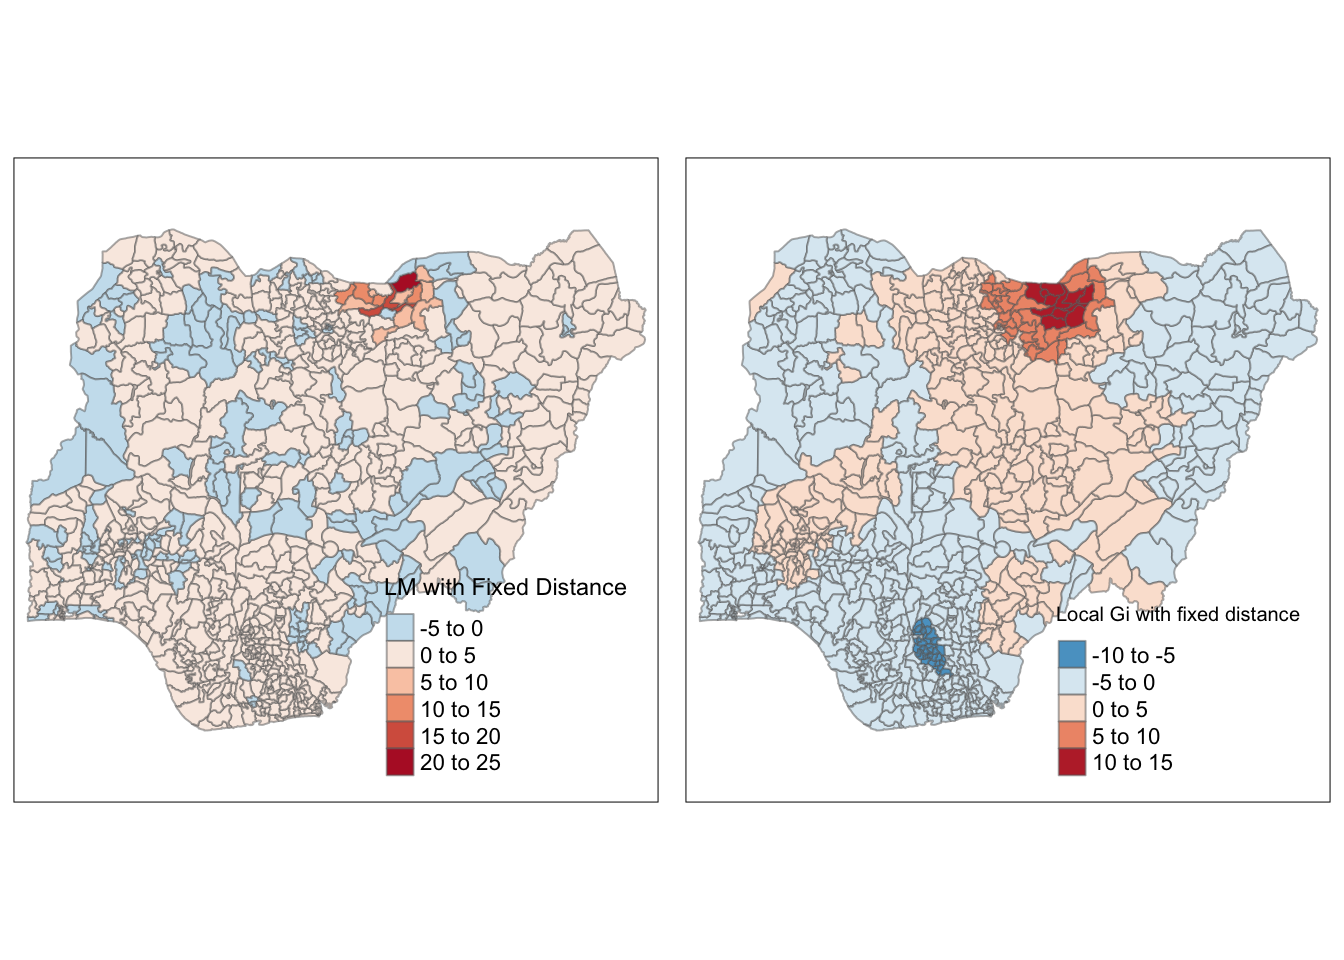 LM with Fixed Distance
-5 to 0
0 to 5
5 to 10
10 to 15
15 to 20
20 to 25
Local Gi with fixed distance
-10 to -5
-5 to 0
0 to 5
5 to 10
10 to 15